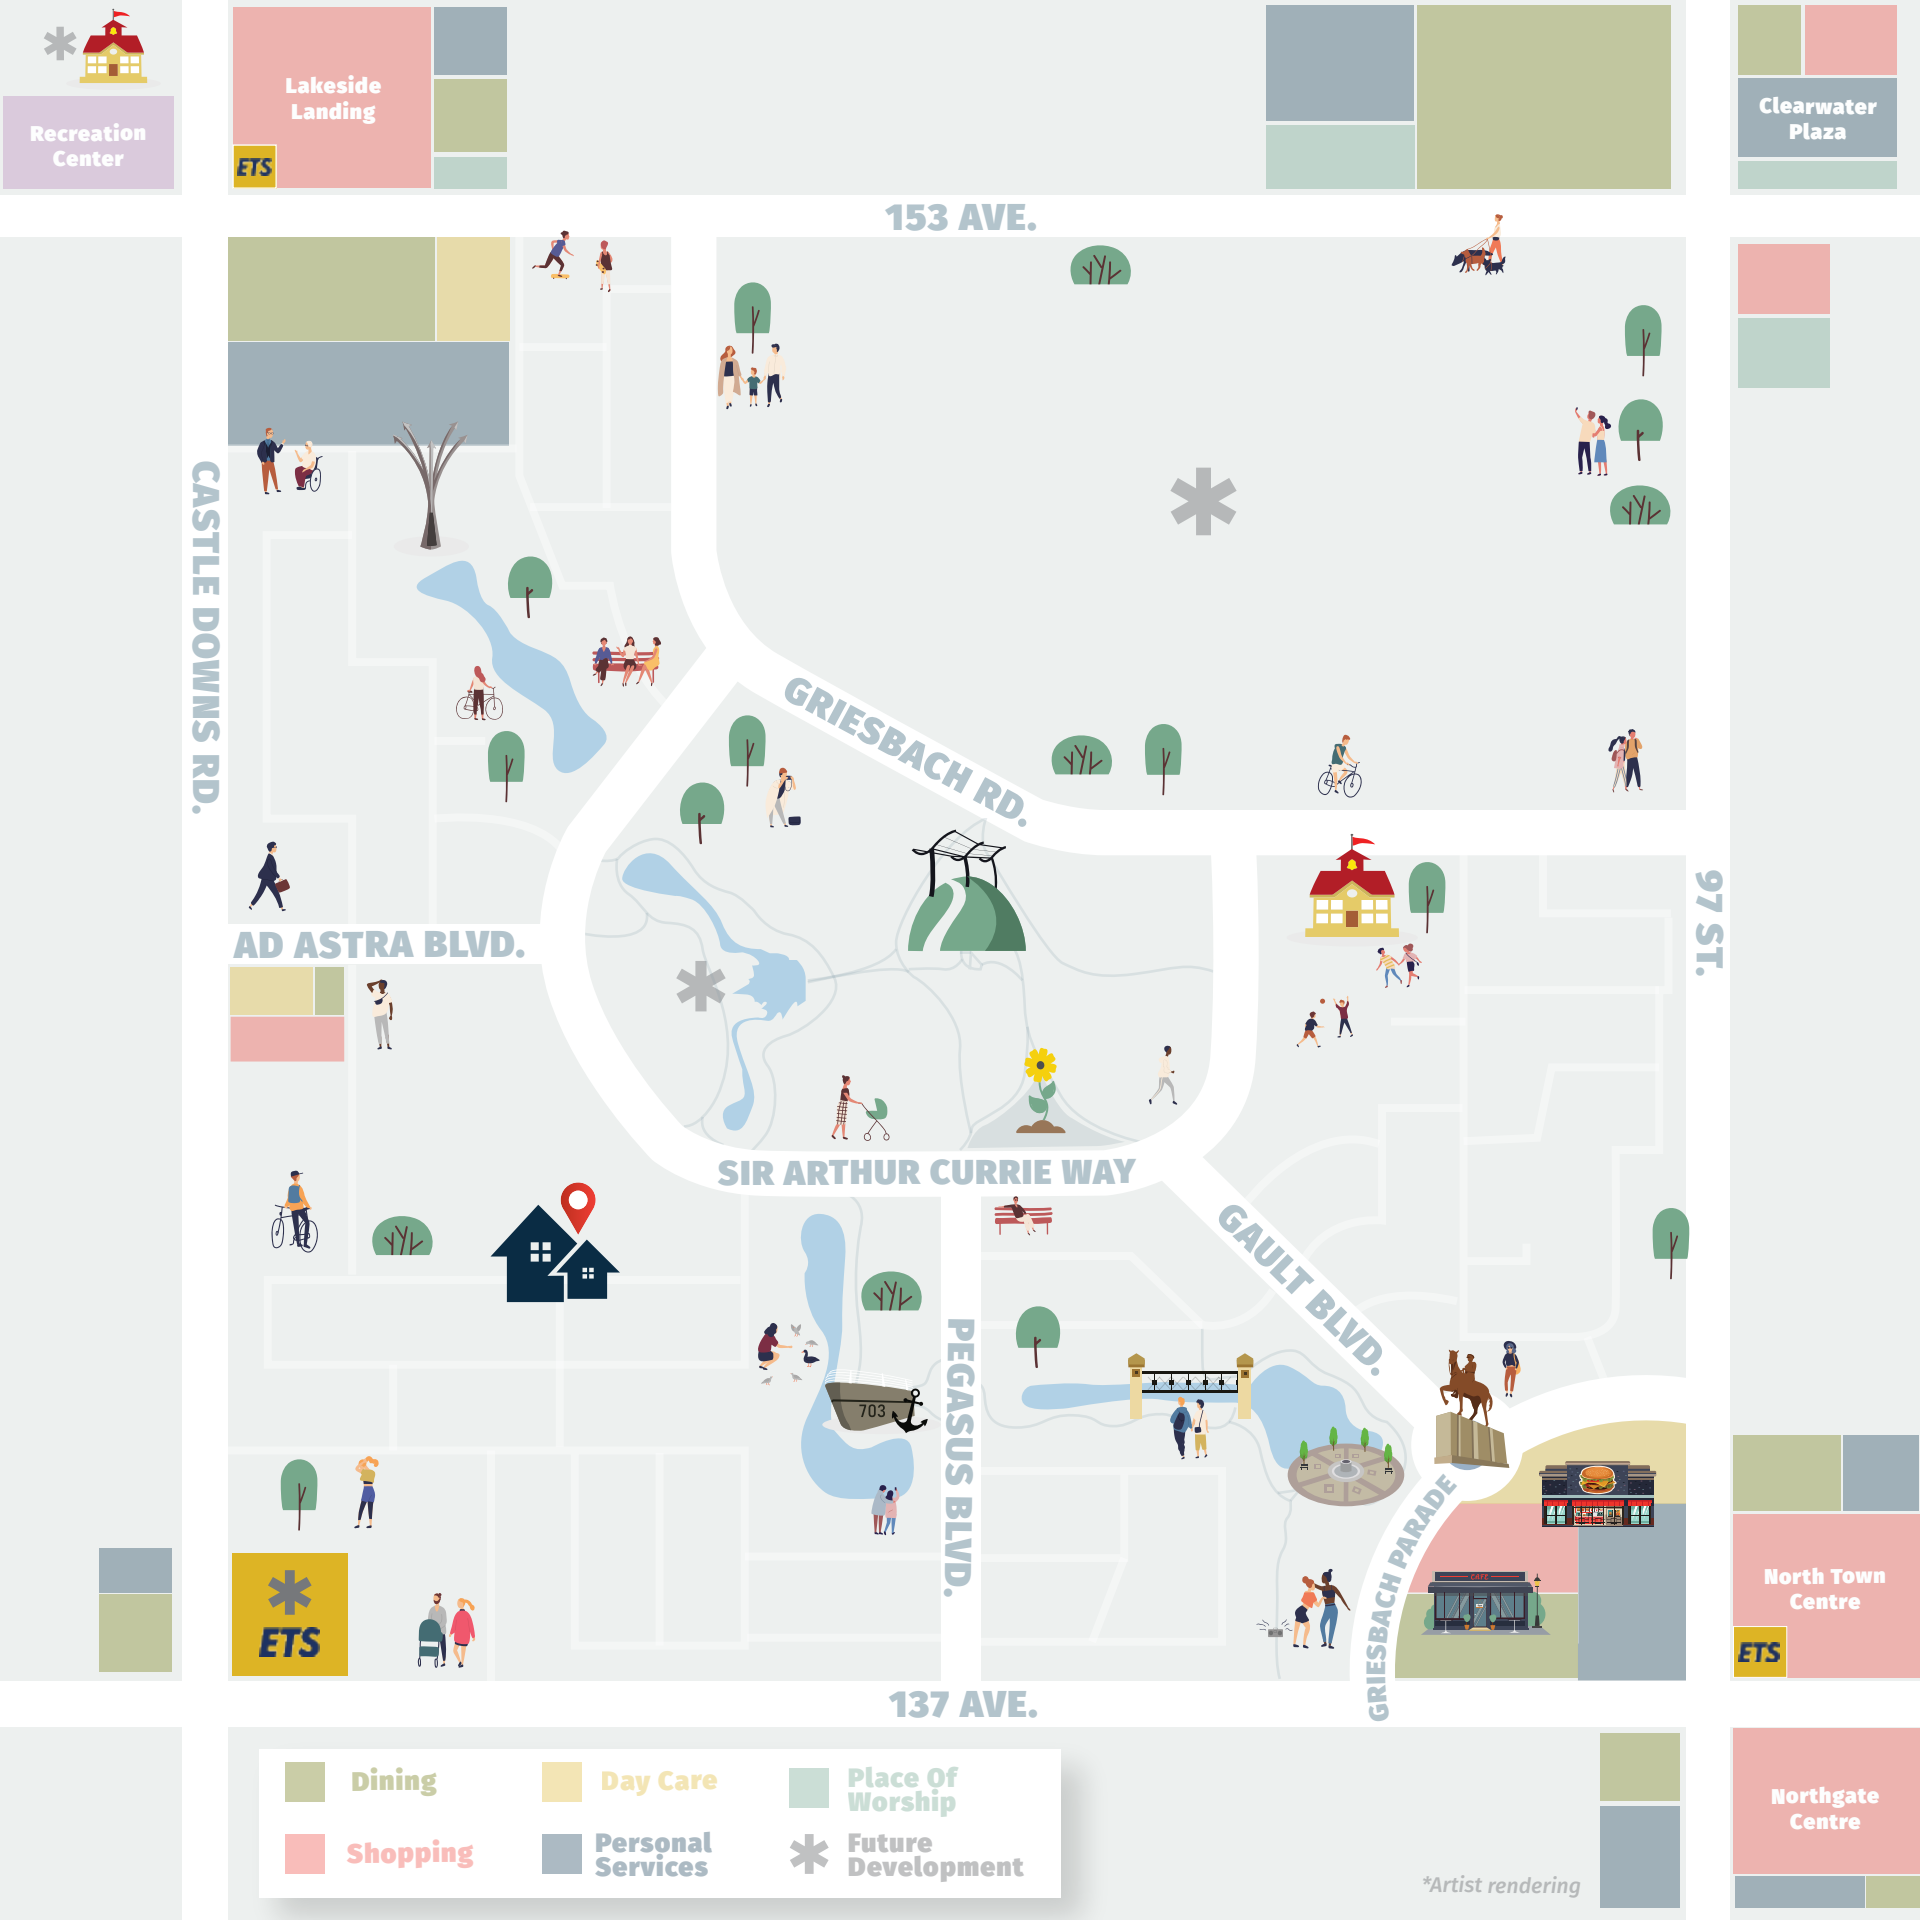 Recreation
Center
Lakeside
Landing
ETS
Clearwater
Plaza
153 AVE.
CASTLE DOWNS RD.
GRIESBACH RD.
97 ST.
AD ASTRA BLVD.
SIR ARTHUR CURRIE WAY
GAULT BLVD.
PEGASUS BLVD.
703
GRIESBACH PARADE
CAFE
North Town
Centre
ETS
ETS
137 AVE.
Dining
Day Care
Place Of
Worship
Shopping
Personal
Services
Future
Development
Northgate
Centre
*Artist rendering